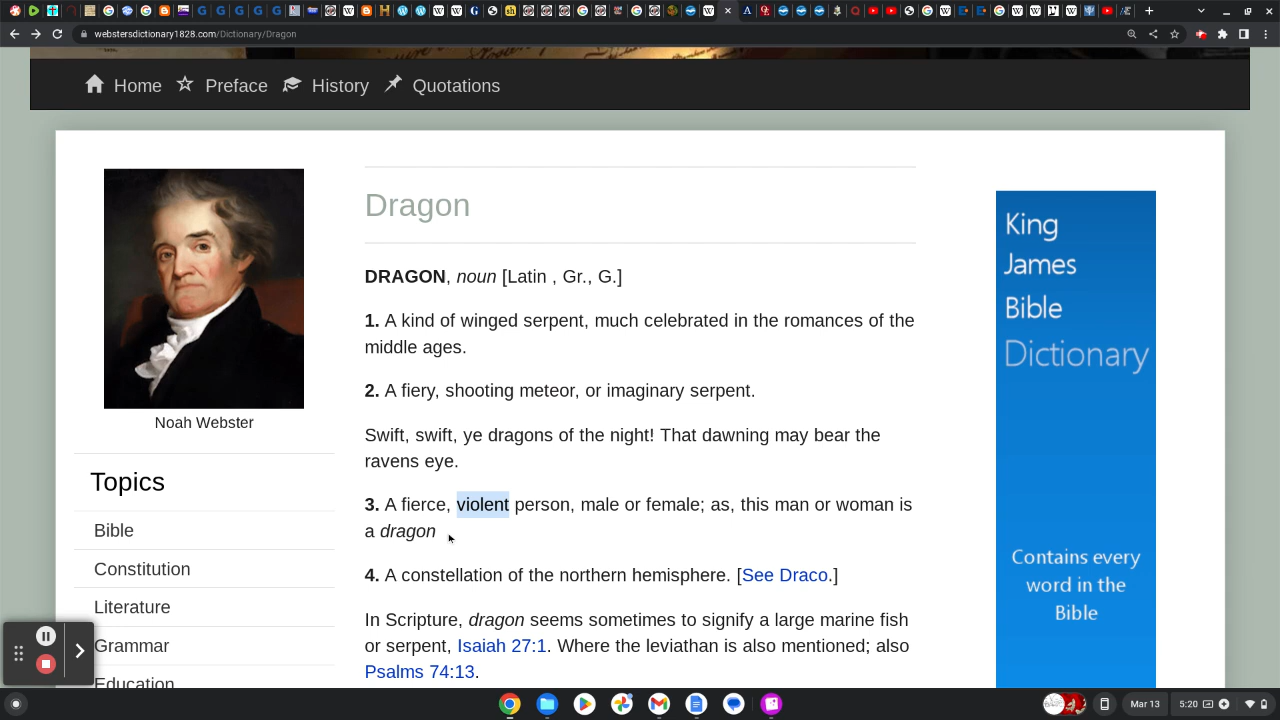 webstersdictionary1828.com/Dictionary/Dragon
Home Preface History Quotations
Noah Webster
Topics
Bible
Constitution
Literature
Grammar
Education
Dragon
DRAGON, noun [Latin , Gr., G.]
1. A kind of winged serpent, much celebrated in the romances of the
middle ages.
2. A fiery, shooting meteor, or imaginary serpent.
Swift, swift, ye dragons of the night! That dawning may bear the
ravens eye.
3. A fierce, violent person, male or female; as, this man or woman is
a dragon
4. A constellation of the northern hemisphere. [See Draco.]
In Scripture, dragon seems sometimes to signify a large marine fish
or serpent, Isaiah 27:1. Where the leviathan is also mentioned; also
Psalms 74:13.
King
James
Bible
Dictionary
Contains every
word in the
Bible
Mar 13
5:20